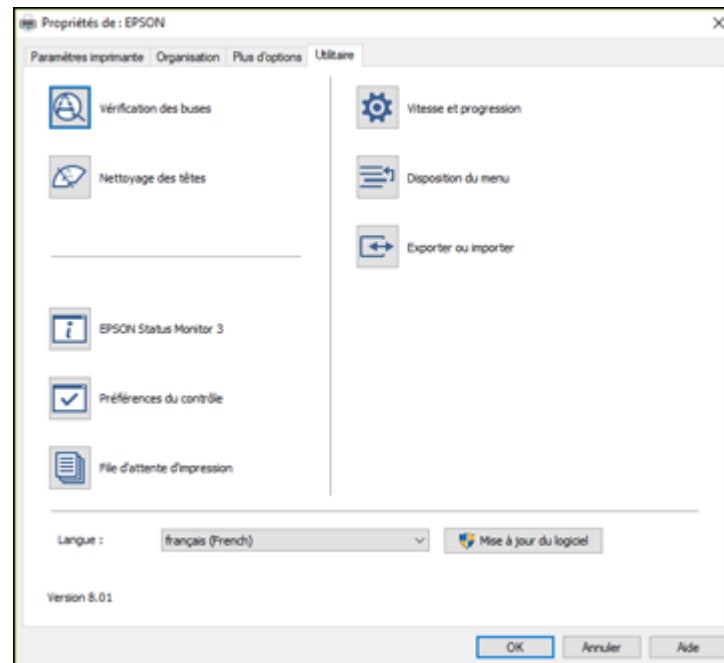 Propriétés de : EPSON
Paramètres imprimante Organisation Plus d'options Utilitaire
Vérification des buses
Nettoyage des têtes
EPSON Status Monitor 3
Préférences du contrôle
File d'attente d'impression
Vitesse et progression
Disposition du menu
Exporter ou importer
Langue :
français (French)
Mise à jour du logiciel
Version 8.01
OK
Annuler
Aide